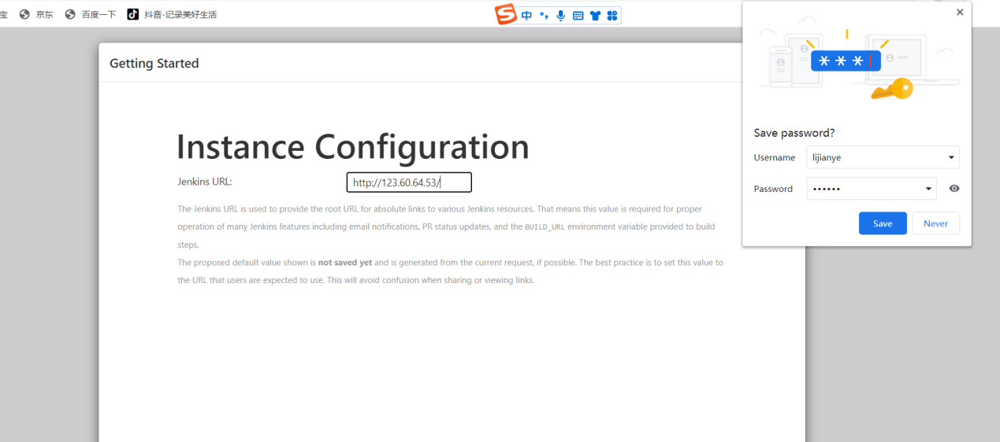 宝 京东 百度一下 抖音-记录美好生活
中
Getting Started
Instance Configuration
Jenkins URL: http://123.60.64.53/
The Jenkins URL is used to provide the root URL for absolute links to various Jenkins resources. That means this value is required for proper
operation of many Jenkins features including email notifications, PR status updates, and the BUILD_URL environment variable provided to build
steps.
The proposed default value shown is not saved yet and is generated from the current request, if possible. The best practice is to set this value to
the URL that users are expected to use. This will avoid confusion when sharing or viewing links.
***
Save password?
Username lijianye
Password ••••••
Save Never